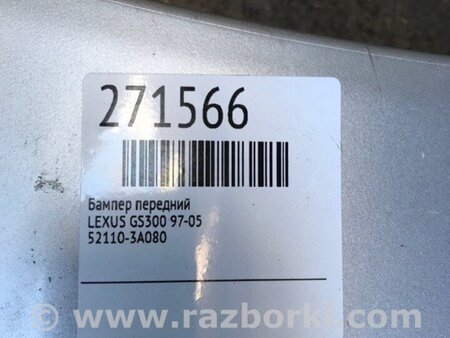 271566
Бампер передний
LEXUS GS300 97-05
52110-3A080
© www.razborki.com